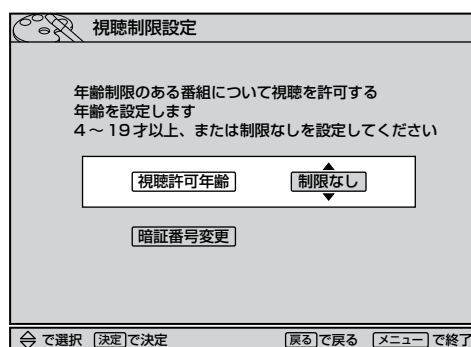 視聴制限設定
年齢制限のある番組について視聴を許可する
年齢を設定します
4～19才以上、または制限なしを設定してください
視聴許可年齢 制限なし
暗証番号変更
で選択 決定で決定 戻るで戻る メニューで終了